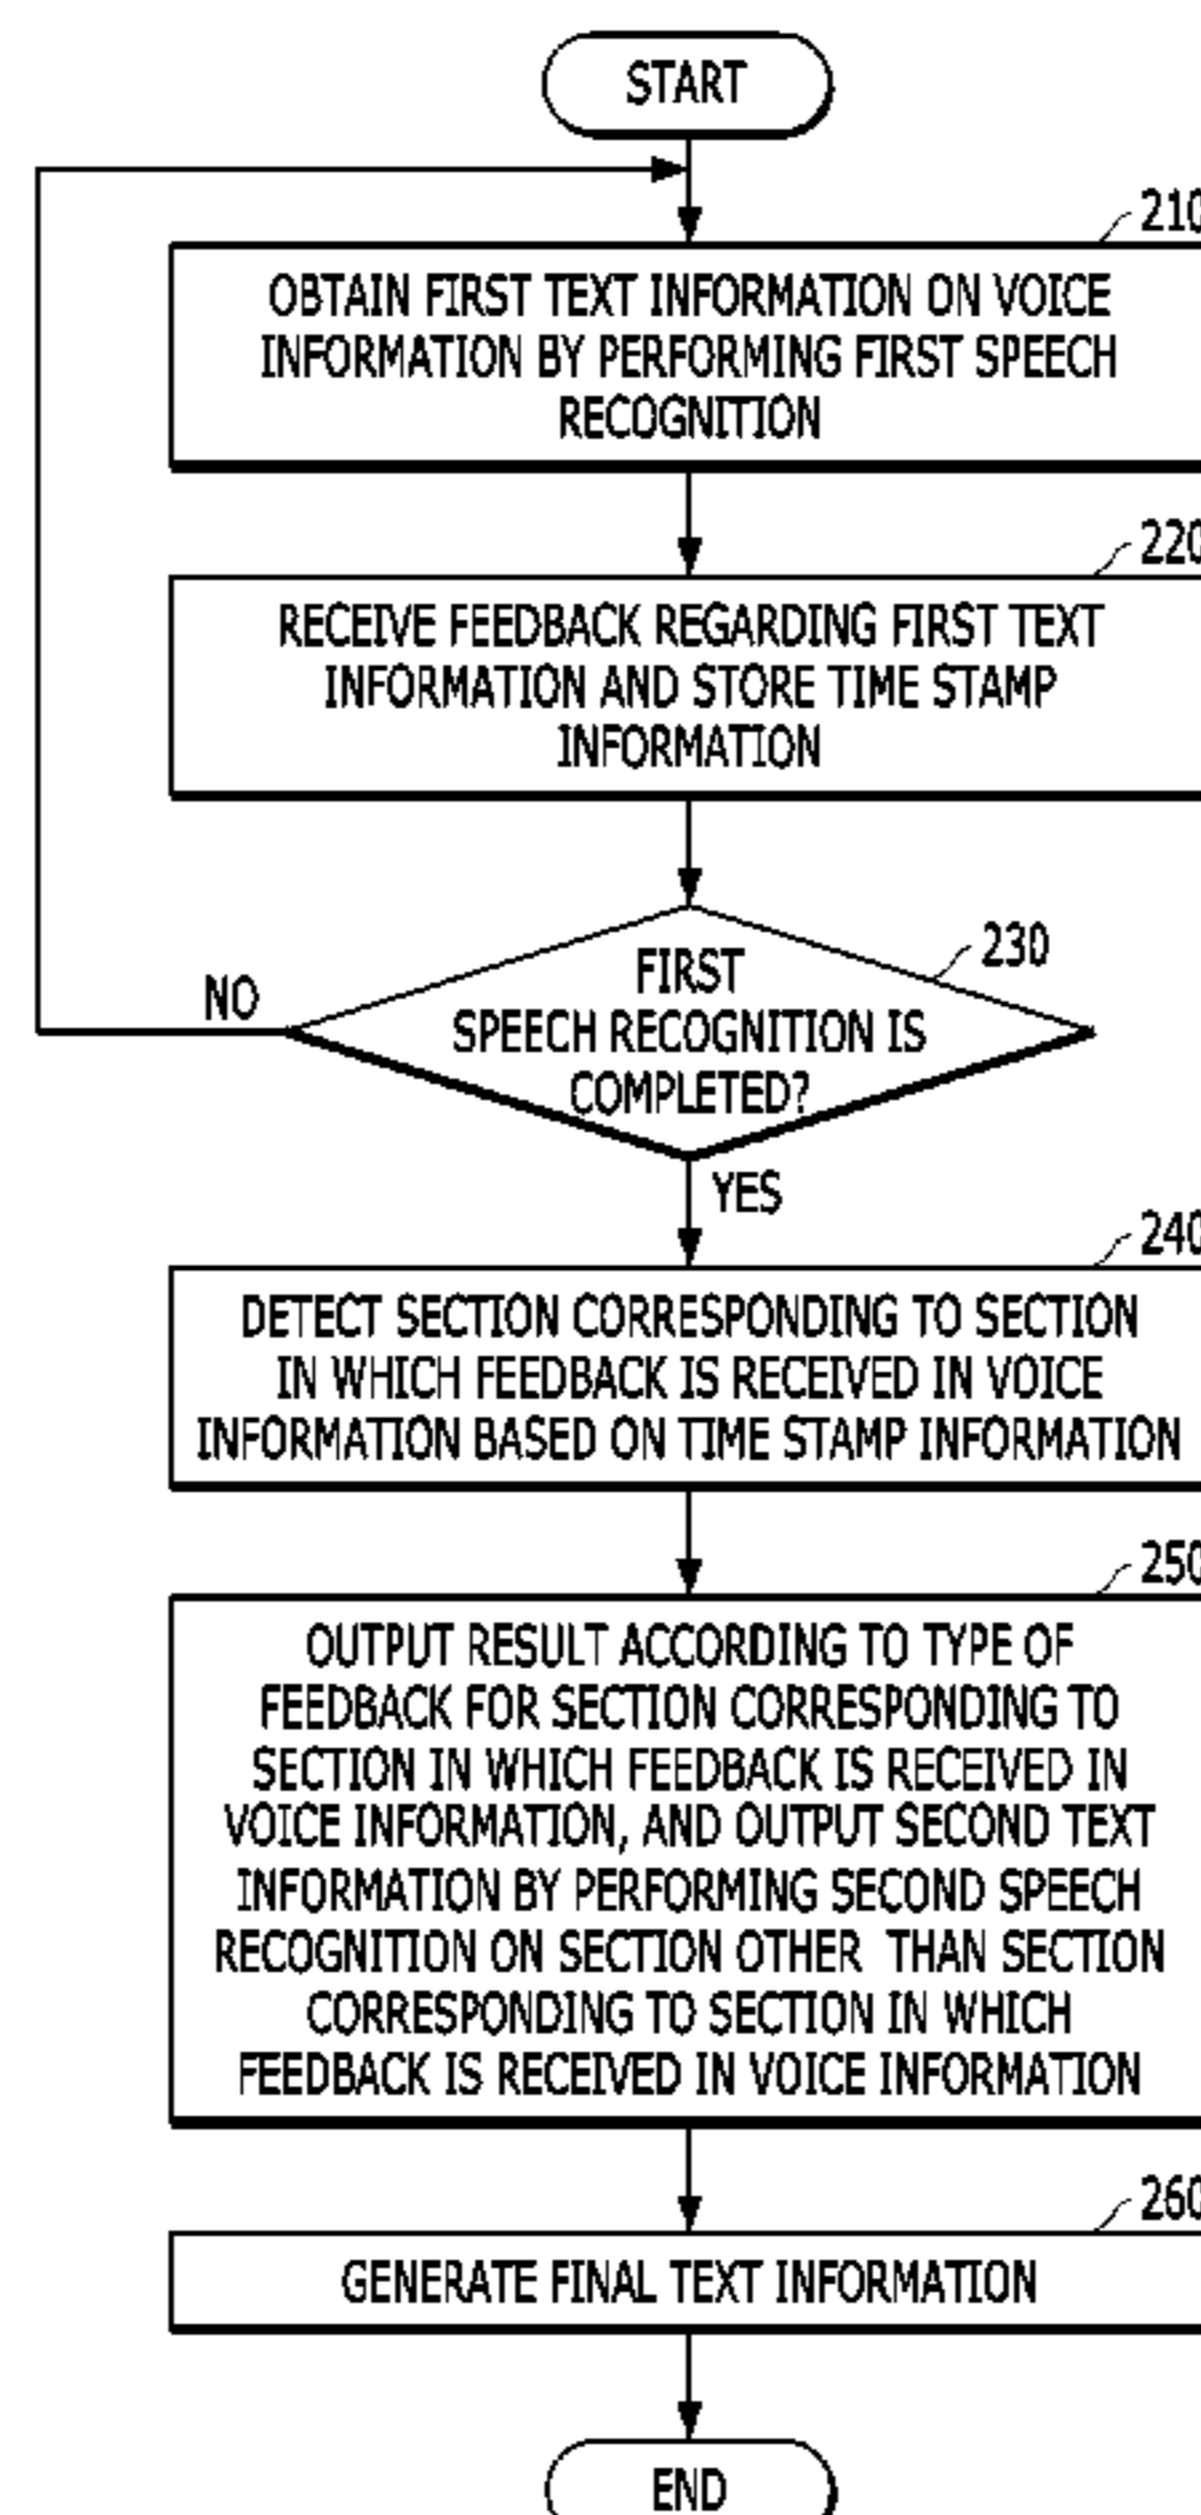 START
210
OBTAIN FIRST TEXT INFORMATION ON VOICE
INFORMATION BY PERFORMING FIRST SPEECH
RECOGNITION
220
RECEIVE FEEDBACK REGARDING FIRST TEXT
INFORMATION AND STORE TIME STAMP
INFORMATION
230
FIRST
SPEECH RECOGNITION IS
COMPLETED?
NO
YES
240
DETECT SECTION CORRESPONDING TO SECTION
IN WHICH FEEDBACK IS RECEIVED IN VOICE
INFORMATION BASED ON TIME STAMP INFORMATION
250
OUTPUT RESULT ACCORDING TO TYPE OF
FEEDBACK FOR SECTION CORRESPONDING TO
SECTION IN WHICH FEEDBACK IS RECEIVED IN
VOICE INFORMATION, AND OUTPUT SECOND TEXT
INFORMATION BY PERFORMING SECOND SPEECH
RECOGNITION ON SECTION OTHER THAN SECTION
CORRESPONDING TO SECTION IN WHICH
FEEDBACK IS RECEIVED IN VOICE INFORMATION
260
GENERATE FINAL TEXT INFORMATION
END